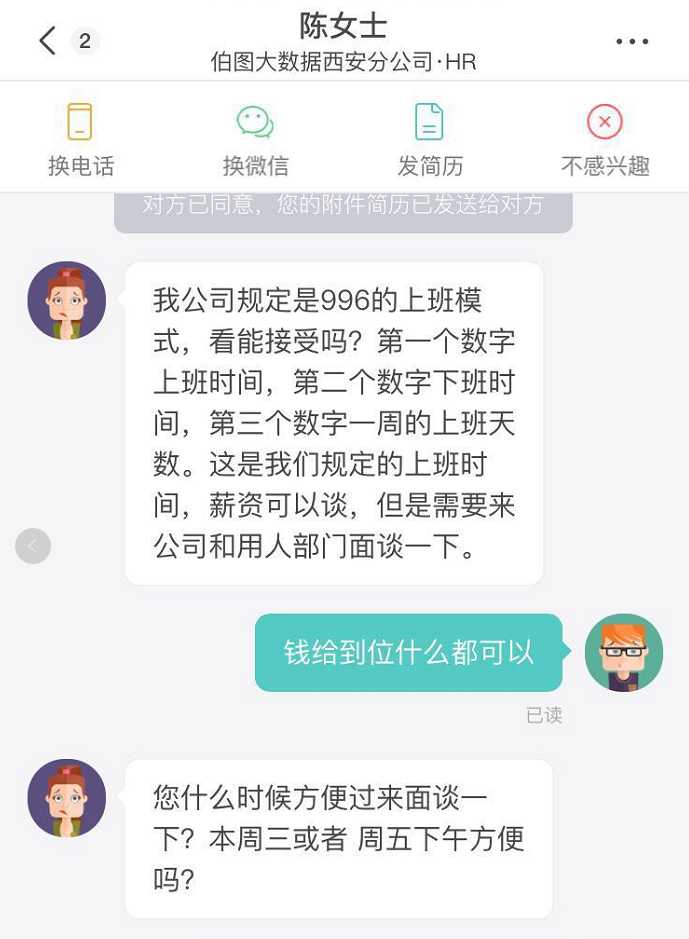 2
陈女士
伯图大数据西安分公司·HR
换电话
换微信
发简历
不感兴趣
对方已同意，您的附件简历已发送给对方
我公司规定是996的上班模
式，看能接受吗？第一个数字
上班时间，第二个数字下班时
间，第三个数字一周的上班天
数。这是我们规定的上班时
间，薪资可以谈，但是需要来
公司和用人部门面谈一下。
钱给到位什么都可以
已读
您什么时候方便过来面谈一
下？本周三或者 周五下午方便
吗？